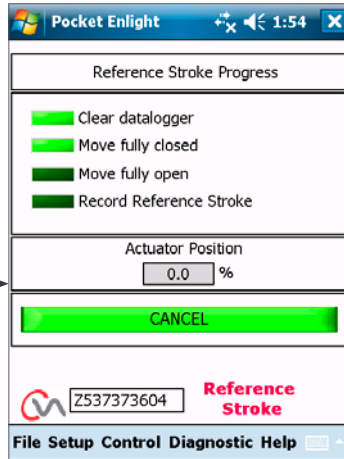 Pocket Enlight 1:54
Reference Stroke Progress
Clear datalogger
Move fully closed
Move fully open
Record Reference Stroke
Actuator Position
0.0 %
CANCEL
Z537373604 Reference
Stroke
File Setup Control Diagnostic Help